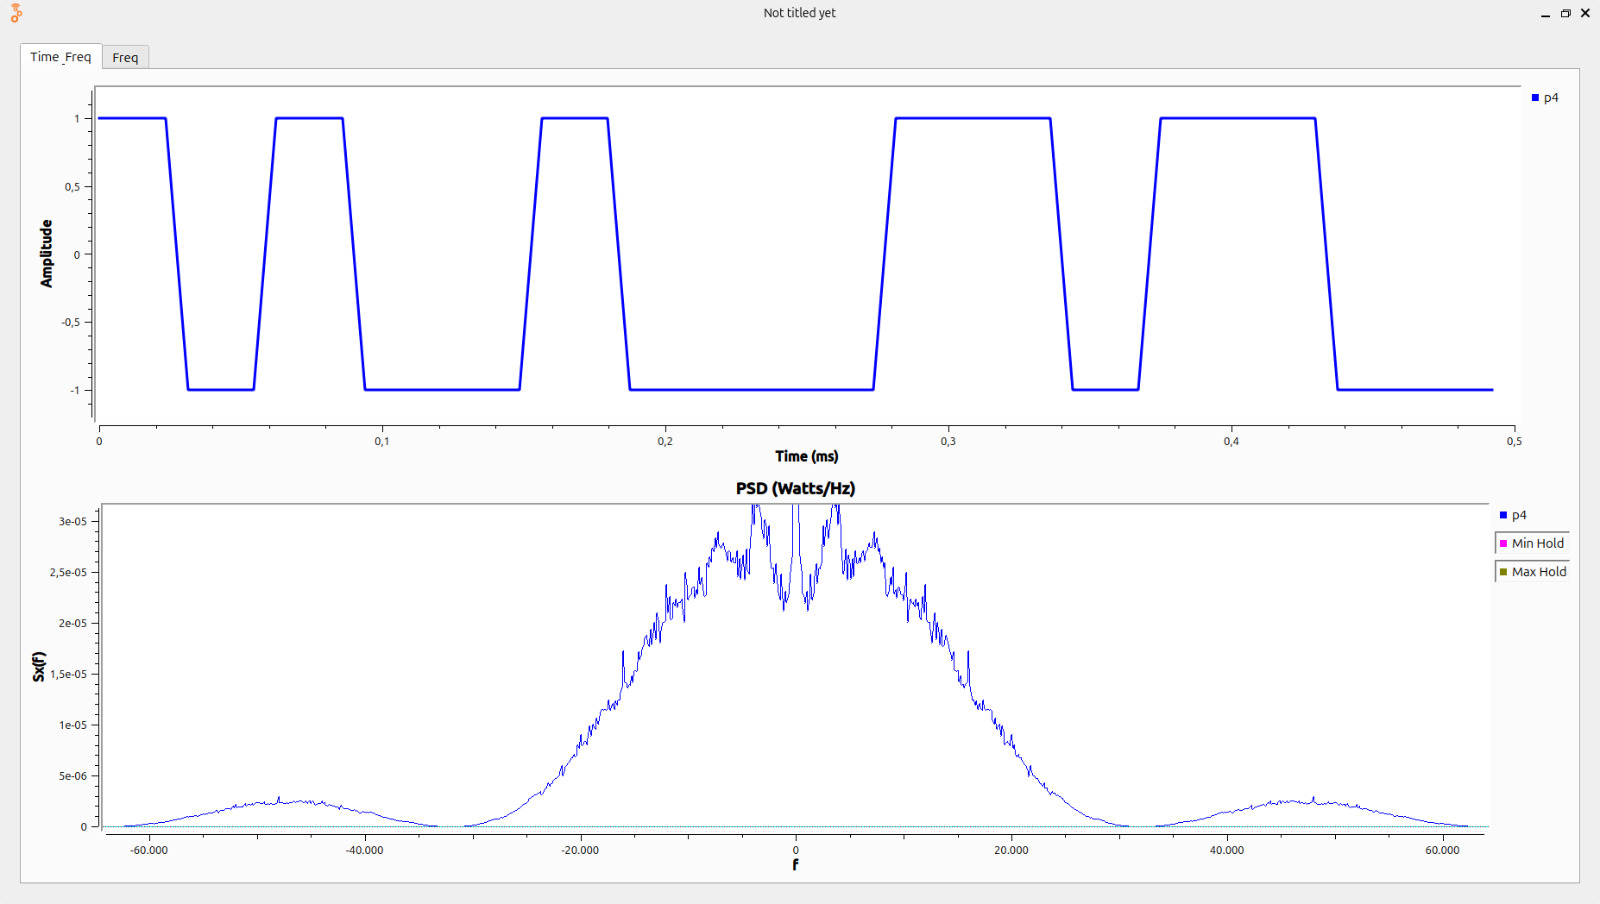 Not titled yet
Time_Freq
Freq
p4
1
0,5
0
-0,5
-1
Amplitude
0
0,1
0,2
0,3
0,4
0,5
Time (ms)
PSD (Watts/Hz)
p4
Min Hold
Max Hold
3e-05
2,5e-05
2e-05
1,5e-05
1e-05
5e-06
0
Sx(f)
-60.000
-40.000
-20.000
0
20.000
40.000
60.000
f